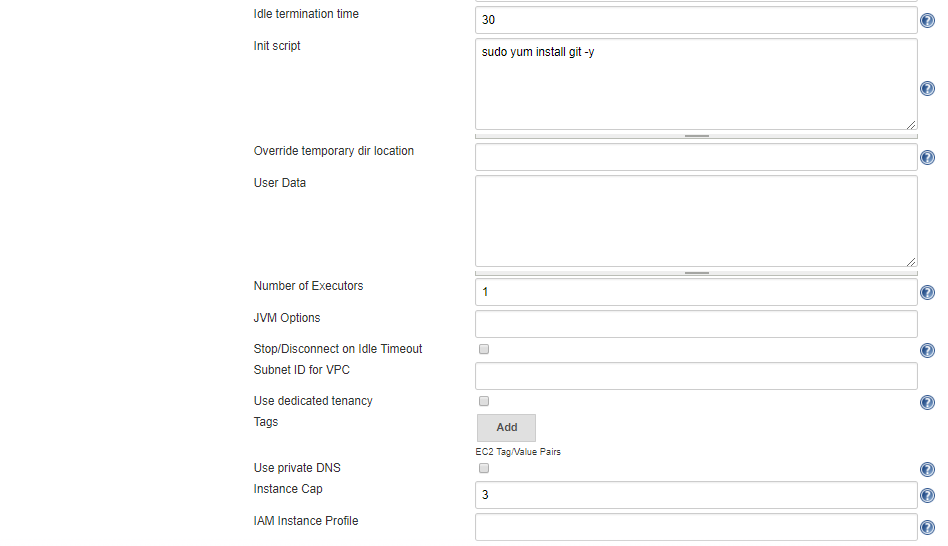 Idle termination time
30
Init script
sudo yum install git -y
Override temporary dir location
User Data
Number of Executors
1
JVM Options
Stop/Disconnect on Idle Timeout
Subnet ID for VPC
Use dedicated tenancy
Tags
Add
EC2 Tag/Value Pairs
Use private DNS
Instance Cap
3
IAM Instance Profile